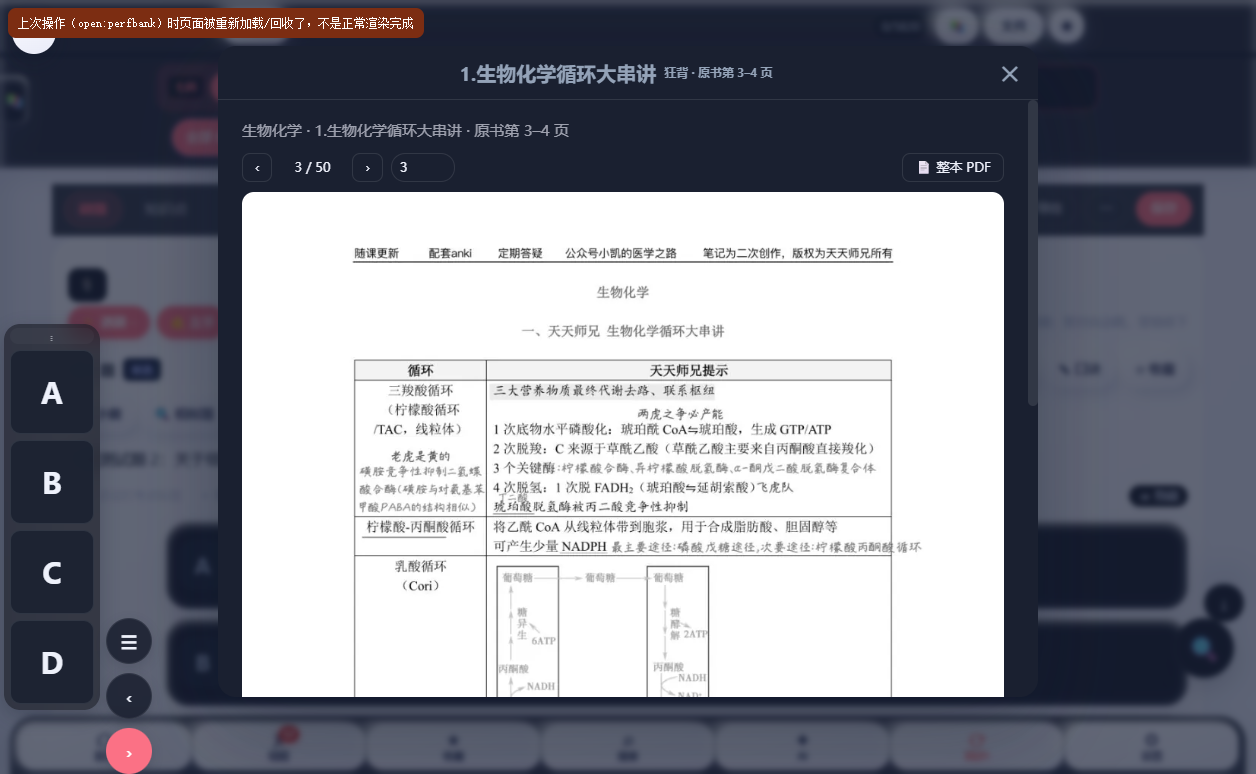 上次操作（open:perfbank）时页面被重新加载/回收了，不是正常渲染完成
1.生物化学循环大串讲 狂背 · 原书第 3–4 页
生物化学 · 1.生物化学循环大串讲 · 原书第 3–4 页
‹ 3 / 50 › 3 整本 PDF
随课更新 配套anki 定期答疑 公众号小凯的医学之路 笔记为二次创作，版权为天天师兄所有
生物化学
一、天天师兄 生物化学循环大串讲
循环 天天师兄提示
三羧酸循环
（柠檬酸循环
/TAC，线粒体）
老虎是黄的
磺胺竞争性抑制二氢蝶
酸合酶(磺胺与对氨基苯
甲酸PABA的结构相似)
三大营养物质最终代谢去路、联系枢纽
两虎之争必产能
1 次底物水平磷酸化：琥珀酰 CoA⇋琥珀酸，生成 GTP/ATP
2 次脱羧：C 来源于草酰乙酸（草酰乙酸主要来自丙酮酸直接羧化）
3 个关键酶:柠檬酸合酶、异柠檬酸脱氢酶、α-酮戊二酸脱氢酶复合体
4 次脱氢：1 次脱 FADH₂（琥珀酸⇋延胡索酸）飞虎队
丁二酸
琥珀酸脱氢酶被丙二酸竞争性抑制
柠檬酸-丙酮酸循环
将乙酰 CoA 从线粒体带到胞浆，用于合成脂肪酸、胆固醇等
可产生少量 NADPH 最主要途径:磷酸戊糖途径,次要途径:柠檬酸丙酮酸循环
乳酸循环
（Cori）
葡萄糖 葡萄糖 葡萄糖
糖异生 6ATP
糖酵解 2ATP
丙酮酸 丙酮酸
NADH NADH
A
B
C
D